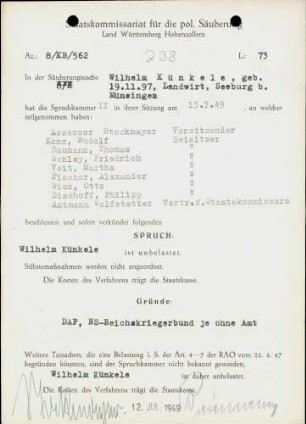 Staatskommissariat für die pol. Säuberung
Land Württemberg Hohenzollern
Az.: 8/KB/562
238
L: 73
In der Säuberungssache Wilhelm Künkele, geb.
19.11.97, Landwirt, Seeburg b.
Münsingen
hat die Spruchkammer II in ihrer Sitzung am 15.3.49, an welcher
teilgenommen haben:
Assessor Stockmayer Vorsitzender
Rudolf Beisitzer
Baumann, Thomas "
Schley, Friedrich "
Veit, Martha "
Fischer, Alexander "
Wick, Otto "
Bischoff, Philipp "
Amtmann Wolfstetter Vertr.d.Staatskommissars
beschlossen und sofort verkündet folgenden
SPRUCH:
Wilhelm Künkele
ist unbelastet.
Sühnemaßnahmen werden nicht angeordnet.
Die Kosten des Verfahrens trägt die Staatskasse.
Gründe:
DAF, NS-Reichskriegerbund je ohne Amt
Weitere Tatsachen, die eine Belastung i. S. der Art. 4—7 der RAO vom 25. 4. 47
begründen könnten, sind der Spruchkammer nicht bekannt geworden.
Wilhelm Künkele ist daher unbelastet.
Die Kosten des Verfahrens trägt die Staatskasse.
12. JUL 1949